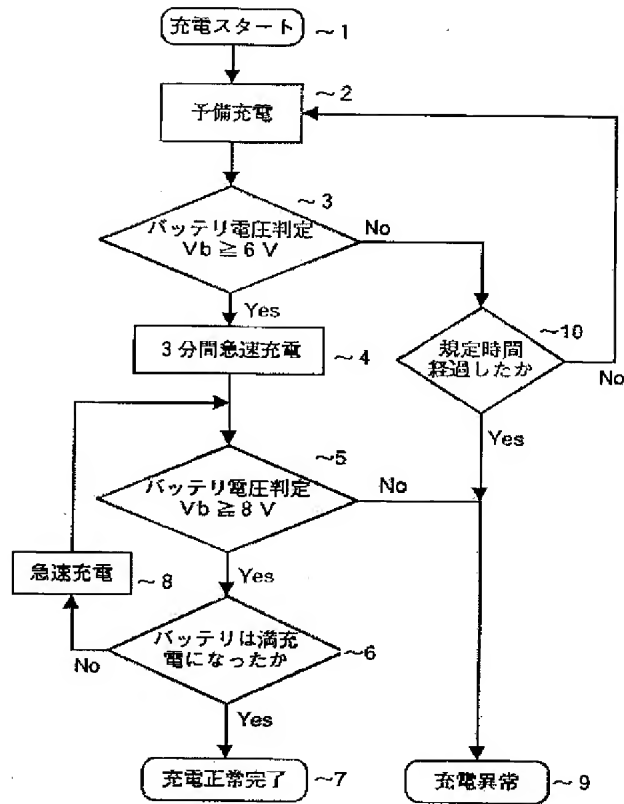 充電スタート ~1
予備充電 ~2
バッテリ電圧判定 ~3
Vb ≧ 6 V
No
Yes
3分間急速充電 ~4
規定時間 ~10
経過したか
No
Yes
バッテリ電圧判定 ~5
Vb ≧ 8 V
No
Yes
急速充電 ~8
バッテリは満充
電になったか ~6
No
Yes
充電正常完了 ~7
充電異常 ~9